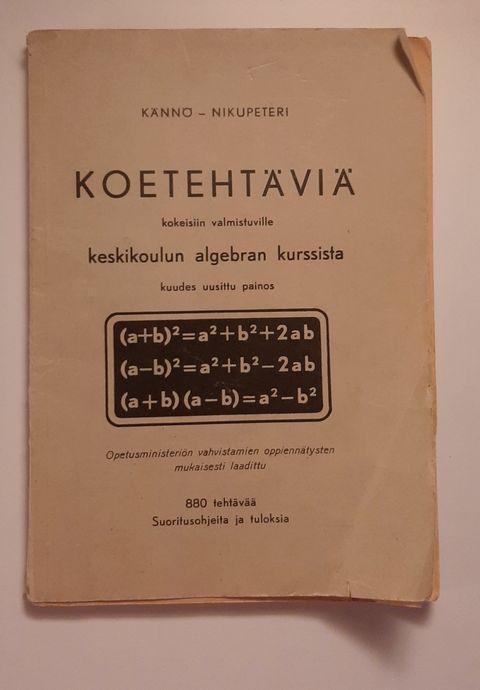 KÄNNÖ – NIKUPETERI
KOETEHTÄVIÄ
kokeisiin valmistuville
keskikoulun algebran kurssista
kuudes uusittu painos
(a+b)²=a²+b²+2ab
(a–b)²=a²+b²–2ab
(a+b)(a–b)=a²–b²
Opetusministeriön vahvistamien oppiennätysten
mukaisesti laadittu
880 tehtävää
Suoritusohjeita ja tuloksia